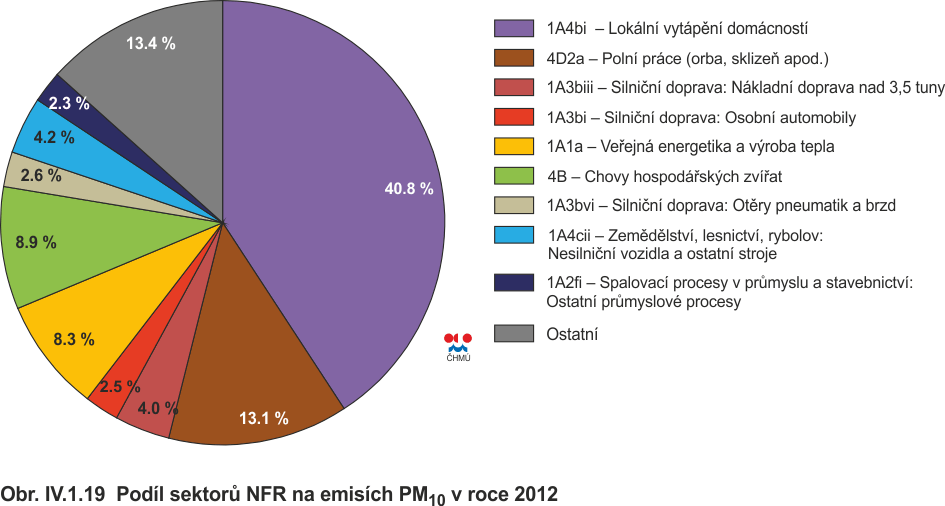 13.4 %
2.3 %
4.2 %
2.6 %
8.9 %
8.3 %
2.5 %
4.0 %
13.1 %
40.8 %
1A4bi – Lokální vytápění domácností
4D2a – Polní práce (orba, sklizeň apod.)
1A3biii – Silniční doprava: Nákladní doprava nad 3,5 tuny
1A3bi – Silniční doprava: Osobní automobily
1A1a – Veřejná energetika a výroba tepla
4B – Chovy hospodářských zvířat
1A3bvi – Silniční doprava: Otěry pneumatik a brzd
1A4cii – Zemědělství, lesnictví, rybolov:
Nesilniční vozidla a ostatní stroje
1A2fi – Spalovací procesy v průmyslu a stavebnictví:
Ostatní průmyslové procesy
Ostatní
ČHMÚ
Obr. IV.1.19 Podíl sektorů NFR na emisích PM10 v roce 2012